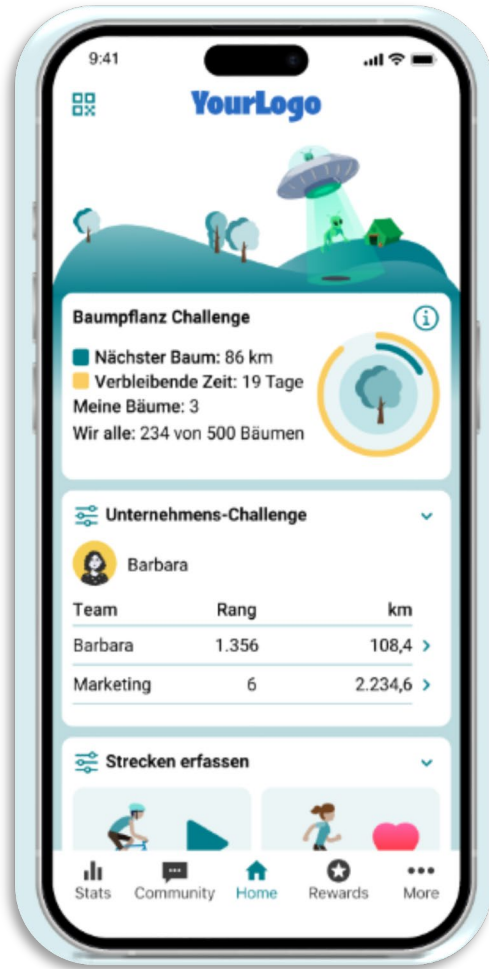 9:41
YourLogo
Baumpflanz Challenge
Nächster Baum: 86 km
Verbleibende Zeit: 19 Tage
Meine Bäume: 3
Wir alle: 234 von 500 Bäumen
Unternehmens-Challenge
Barbara
Team Rang km
Barbara 1.356 108,4
Marketing 6 2.234,6
Strecken erfassen
Stats Community Home Rewards More